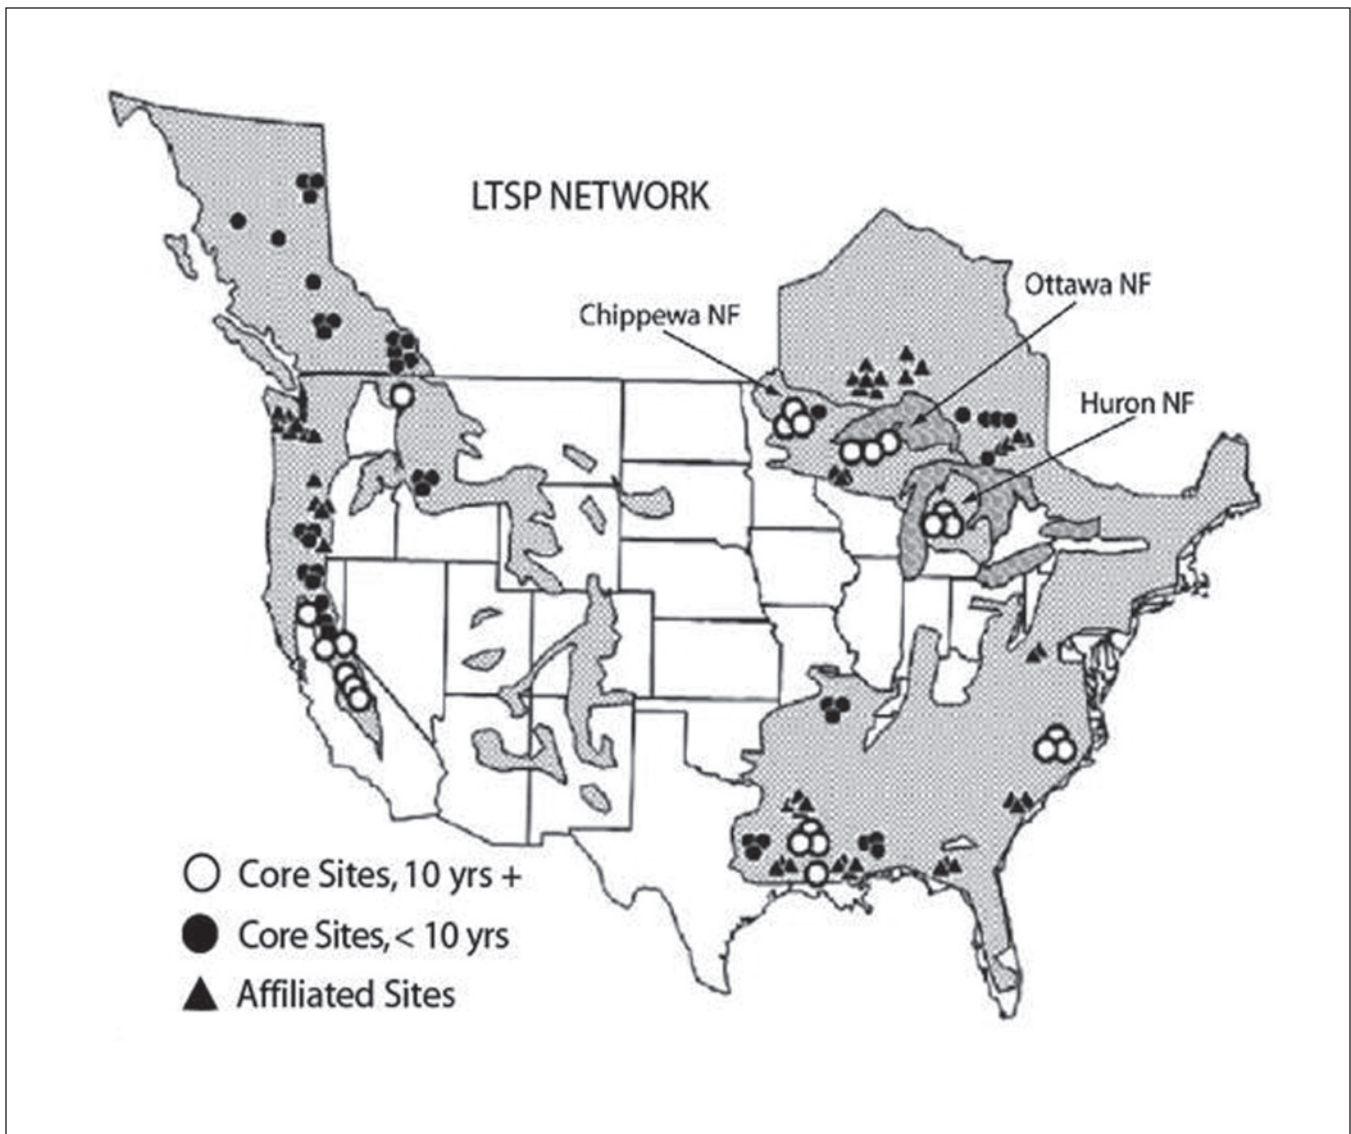 LTSP NETWORK
Ottawa NF
Chippewa NF
Huron NF
Core Sites, 10 yrs +
Core Sites, < 10 yrs
Affiliated Sites